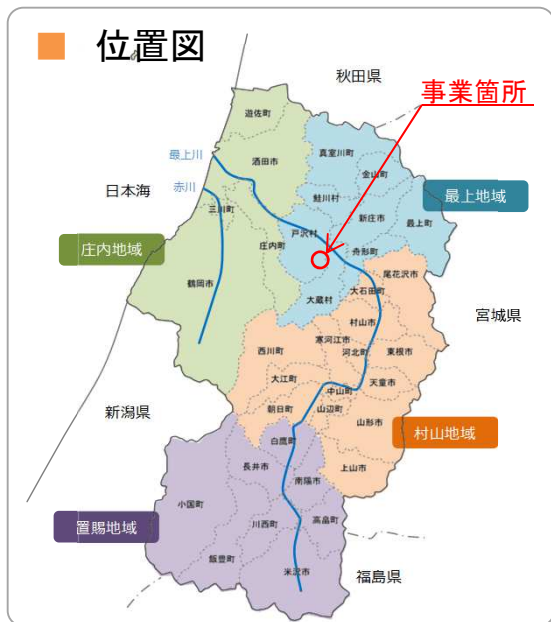 ■ 位置図
秋田県
事業箇所
遊佐町
最上川
酒田市
真室川町
金山町
赤川
日本海
鮭川村
最上地域
三川町
新庄市
最上町
戸沢村
庄内地域
庄内町
舟形町
尾花沢市
鶴岡市
大石田町
大蔵村
宮城県
村山市
西川町
寒河江市
河北町
東根市
大江町
天童市
中山町
新潟県
朝日町
山辺町
山形市
村山地域
白鷹町
上山市
長井市
南陽市
小国町
置賜地域
川西町
高畠町
飯豊町
米沢市
福島県